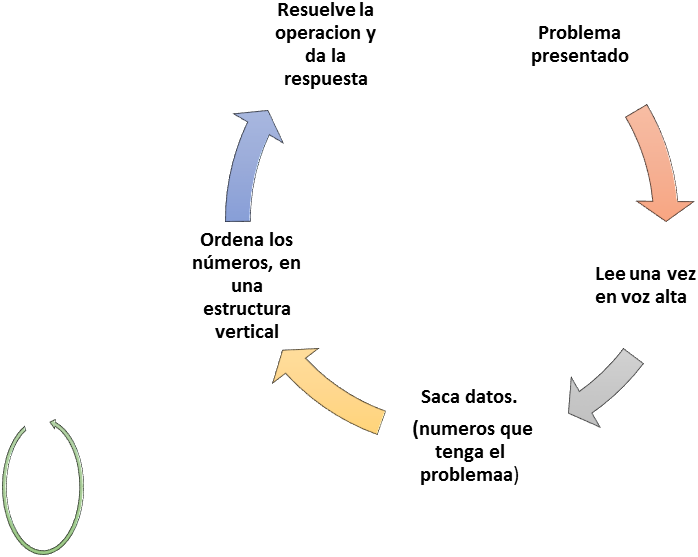 Problema
presentado
Lee una vez
en voz alta
Saca datos.
(numeros que
tenga el
problemaa)
Ordena los
números, en
una
estructura
vertical
Resuelve la
operacion y
da la
respuesta